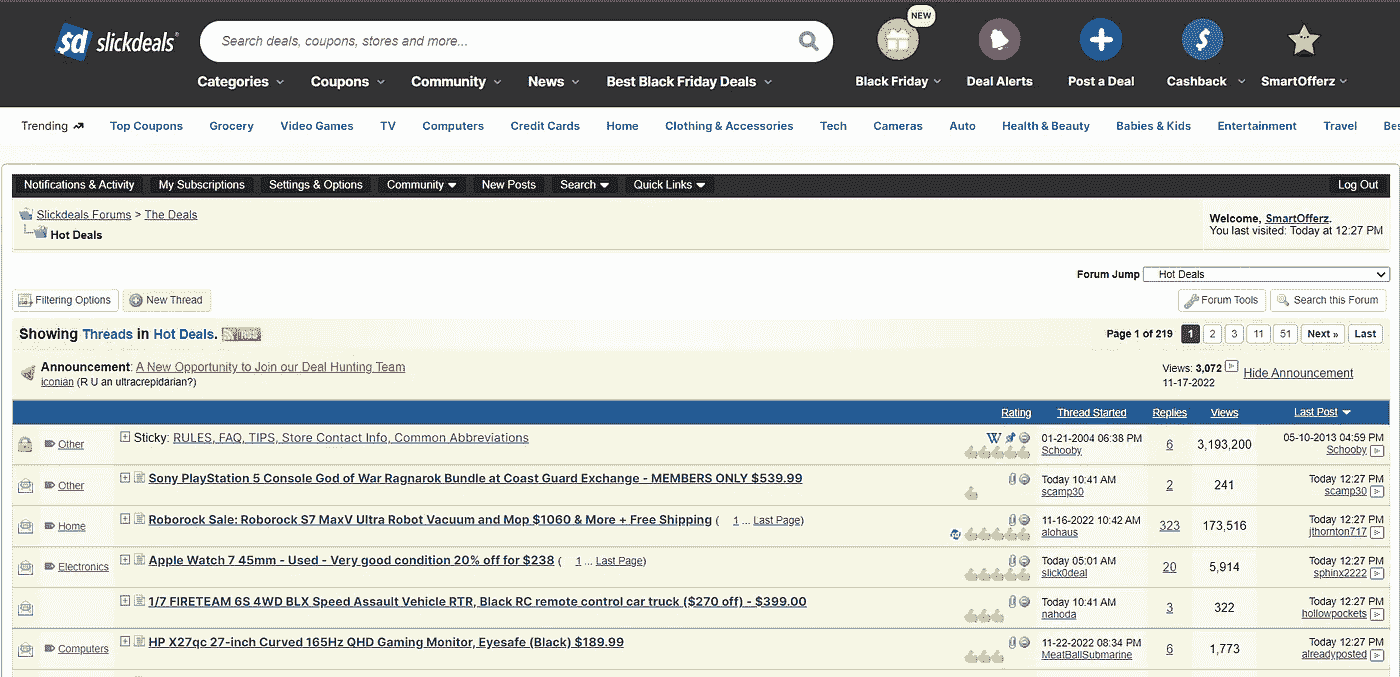 NEW
sd slickdeals
Search deals, coupons, stores and more...
Categories Coupons Community News Best Black Friday Deals Black Friday Deal Alerts Post a Deal Cashback SmartOfferz
Trending Top Coupons Grocery Video Games TV Computers Credit Cards Home Clothing & Accessories Tech Cameras Auto Health & Beauty Babies & Kids Entertainment Travel Bes
Notifications & Activity My Subscriptions Settings & Options Community New Posts Search Quick Links Log Out
Slickdeals Forums > The Deals
Hot Deals
Welcome, SmartOfferz.
You last visited: Today at 12:27 PM
Forum Jump Hot Deals
Filtering Options New Thread Forum Tools Search this Forum
Showing Threads in Hot Deals. Page 1 of 219 1 2 3 11 51 Next » Last
Announcement: A New Opportunity to Join our Deal Hunting Team Views: 3,072 Hide Announcement
iconian (R U an ultracrepidarian?) 11-17-2022
Rating Thread Started Replies Views Last Post
Other Sticky: RULES, FAQ, TIPS, Store Contact Info, Common Abbreviations W 01-21-2004 06:38 PM 6 3,193,200 05-10-2013 04:59 PM
Schooby Schooby
Other Sony PlayStation 5 Console God of War Ragnarok Bundle at Coast Guard Exchange - MEMBERS ONLY $539.99 Today 10:41 AM 2 241 Today 12:27 PM
scamp30 scamp30
Home Roborock Sale: Roborock S7 MaxV Ultra Robot Vacuum and Mop $1060 & More + Free Shipping ( 1 ... Last Page) 11-16-2022 10:42 AM 323 173,516 Today 12:27 PM
sd alohaus jthornton717
Electronics Apple Watch 7 45mm - Used - Very good condition 20% off for $238 ( 1 ... Last Page) Today 05:01 AM 20 5,914 Today 12:27 PM
slick0deal sphinx2222
1/7 FIRETEAM 6S 4WD BLX Speed Assault Vehicle RTR, Black RC remote control car truck ($270 off) - $399.00 Today 10:41 AM 3 322 Today 12:27 PM
nahoda hollowpockets
Computers HP X27qc 27-inch Curved 165Hz QHD Gaming Monitor, Eyesafe (Black) $189.99 11-22-2022 08:34 PM 6 1,773 Today 12:27 PM
MeatBallSubmarine alreadyposted